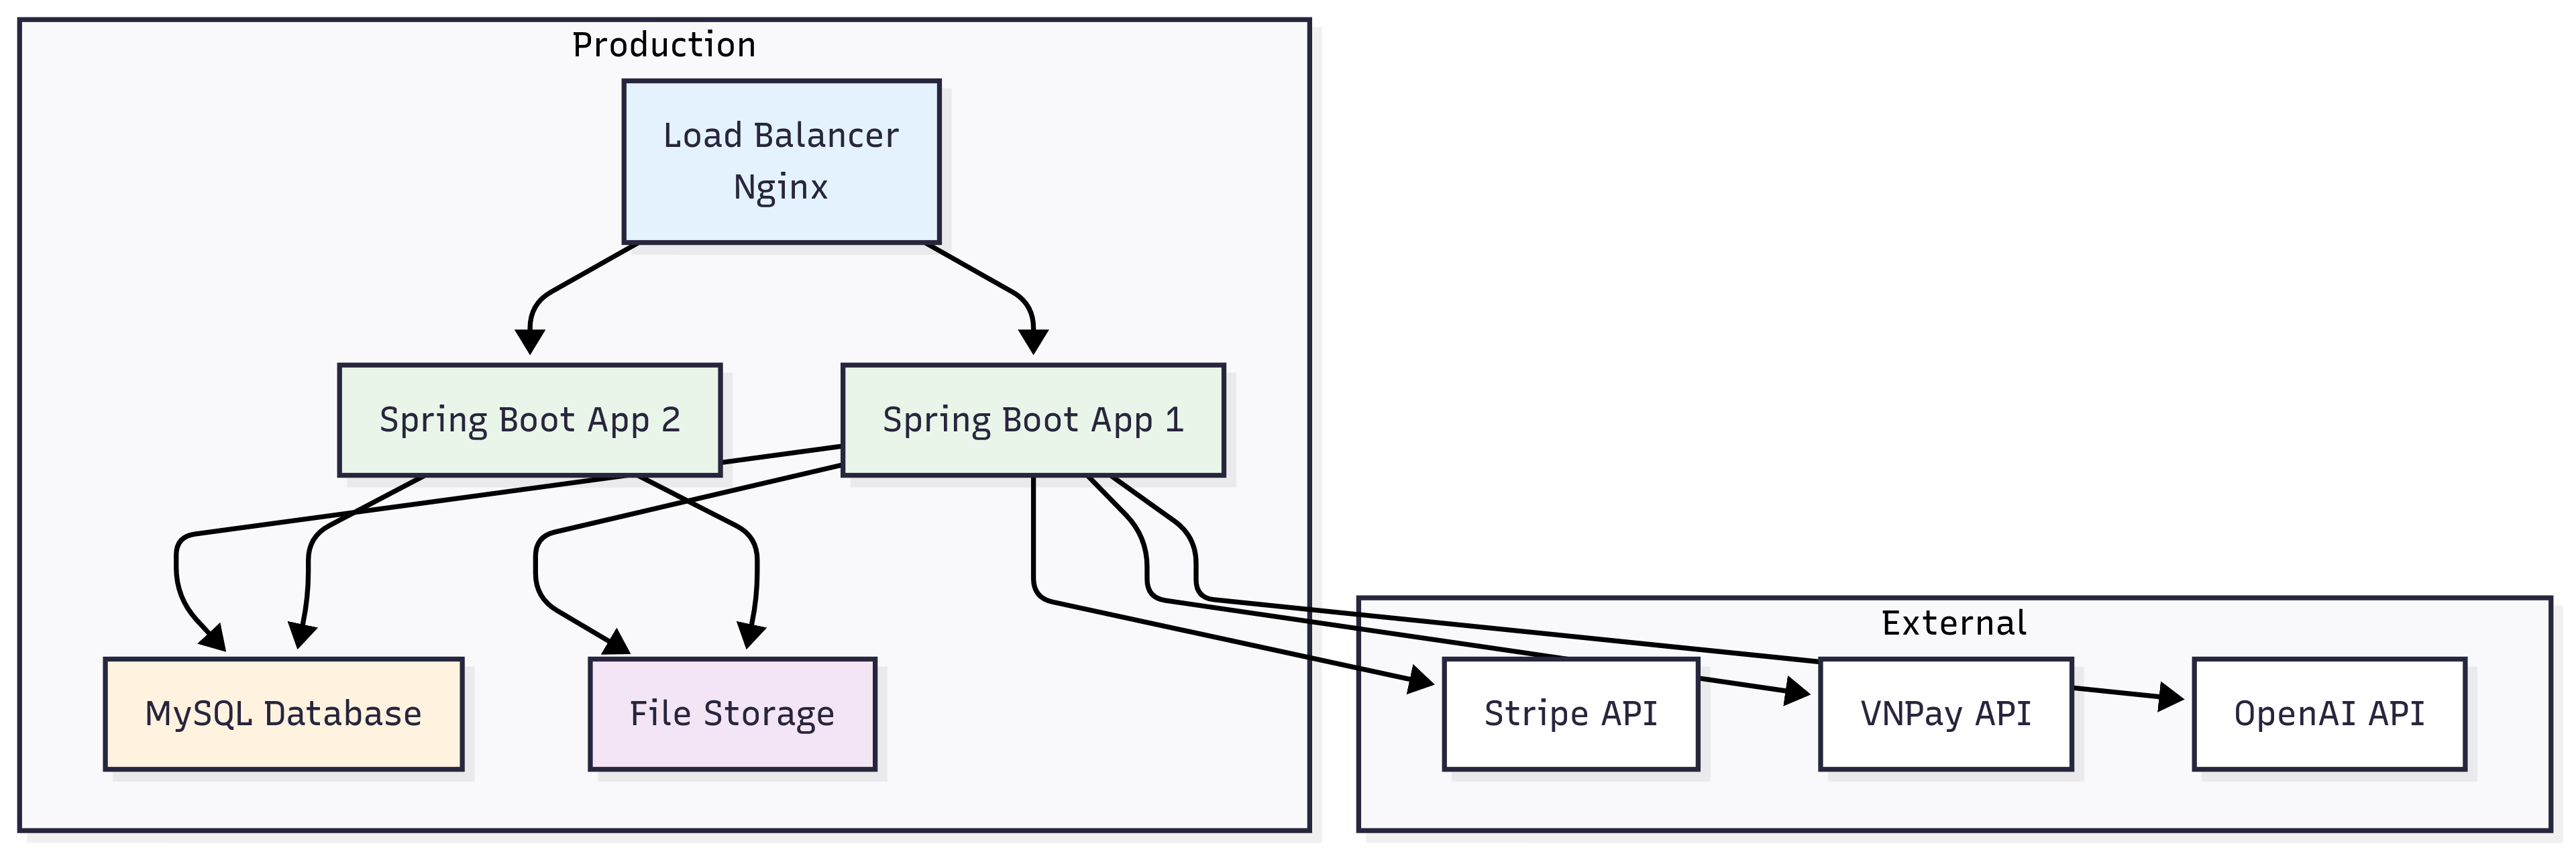 Production
Load Balancer
Nginx
Spring Boot App 2
Spring Boot App 1
MySQL Database
File Storage
External
Stripe API
VNPay API
OpenAI API